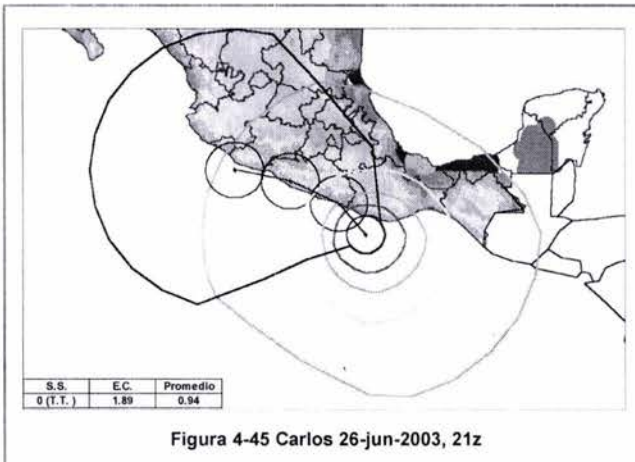 S.S. E.C. Promedio
0 (T.T. ) 1.89 0.94
Figura 4-45 Carlos 26-jun-2003, 21z